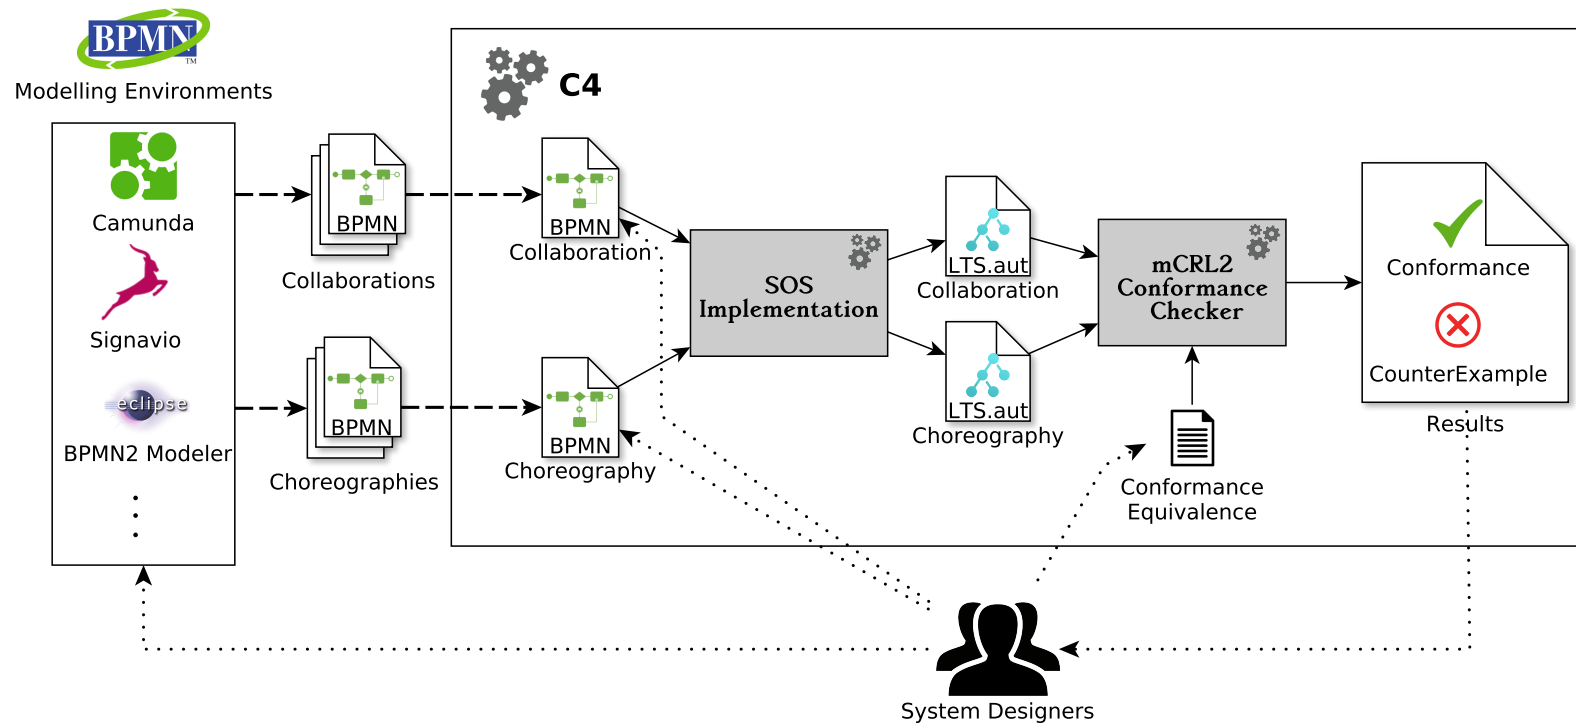 BPMN
TM
Modelling Environments
C4
Camunda
Signavio
eclipse
BPMN2 Modeler
BPMN
Collaborations
BPMN
Choreographies
BPMN
Collaboration
BPMN
Choreography
SOS
Implementation
LTS.aut
Collaboration
LTS.aut
Choreography
mCRL2
Conformance
Checker
Conformance
Equivalence
Conformance
CounterExample
Results
System Designers